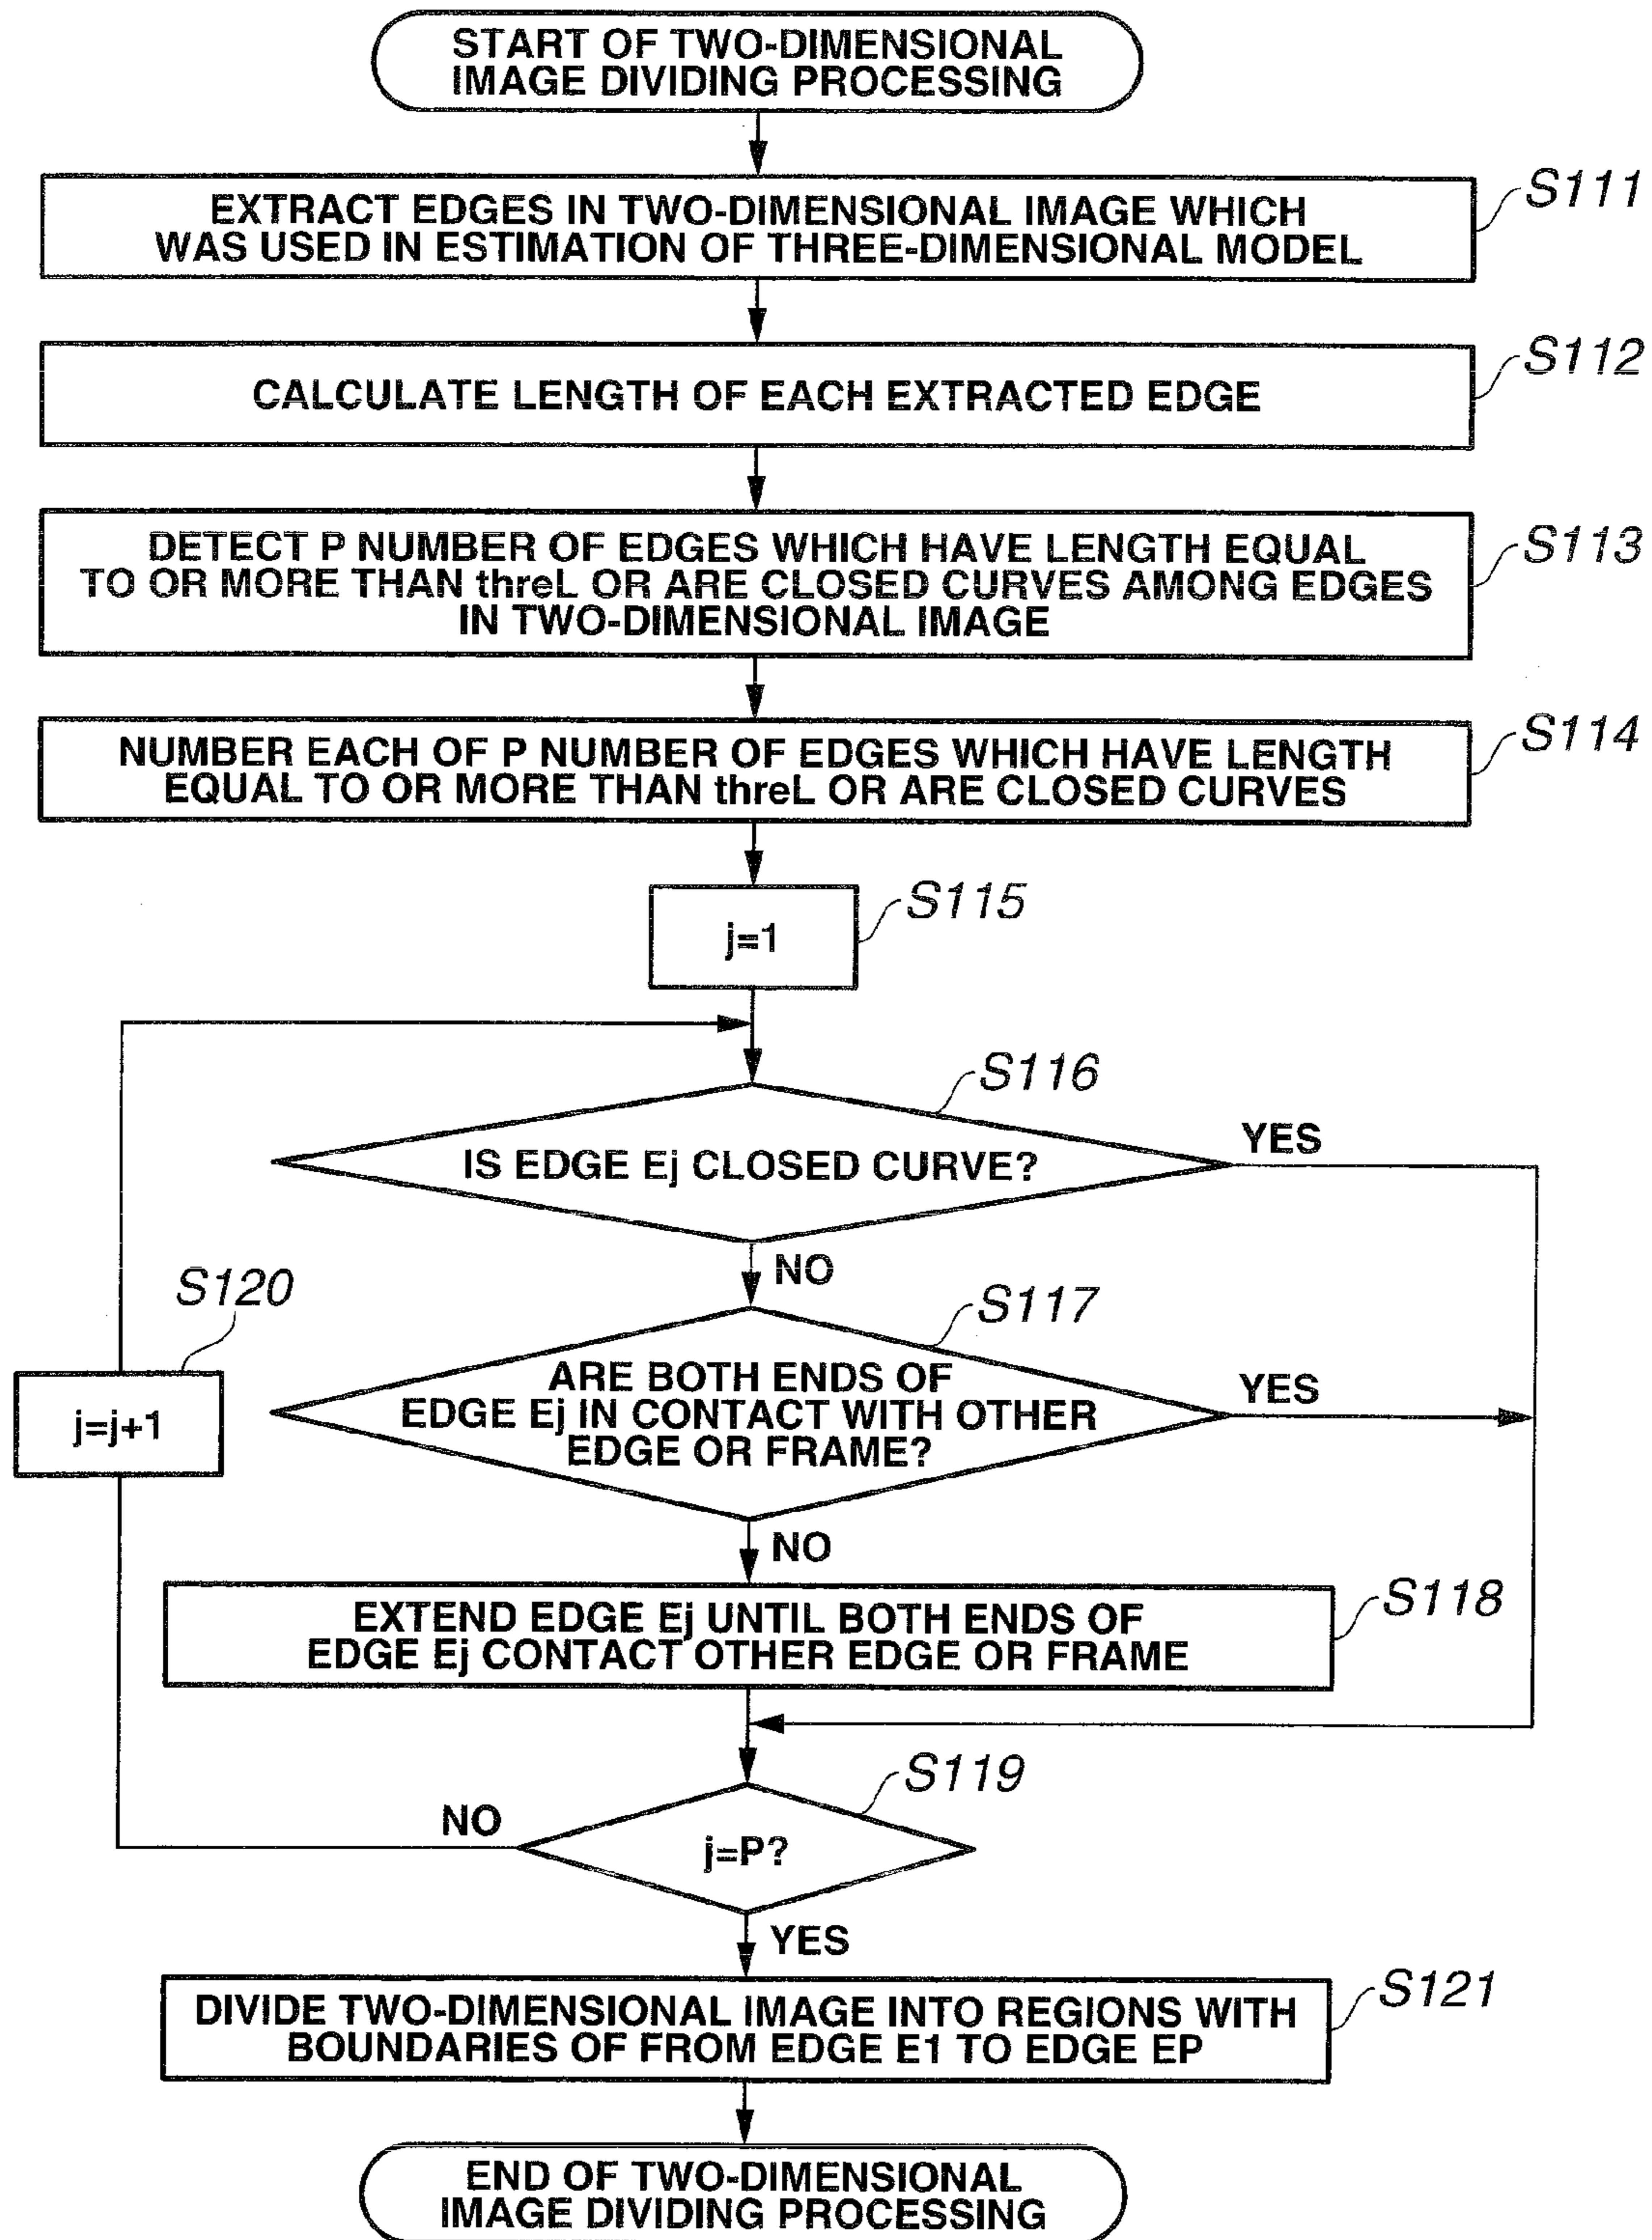 START OF TWO-DIMENSIONAL
IMAGE DIVIDING PROCESSING
S111
EXTRACT EDGES IN TWO-DIMENSIONAL IMAGE WHICH
WAS USED IN ESTIMATION OF THREE-DIMENSIONAL MODEL
S112
CALCULATE LENGTH OF EACH EXTRACTED EDGE
S113
DETECT P NUMBER OF EDGES WHICH HAVE LENGTH EQUAL
TO OR MORE THAN threL OR ARE CLOSED CURVES AMONG EDGES
IN TWO-DIMENSIONAL IMAGE
S114
NUMBER EACH OF P NUMBER OF EDGES WHICH HAVE LENGTH
EQUAL TO OR MORE THAN threL OR ARE CLOSED CURVES
S115
j=1
S116
IS EDGE Ej CLOSED CURVE?
YES
NO
S117
ARE BOTH ENDS OF
EDGE Ej IN CONTACT WITH OTHER
EDGE OR FRAME?
YES
NO
S120
j=j+1
S118
EXTEND EDGE Ej UNTIL BOTH ENDS OF
EDGE Ej CONTACT OTHER EDGE OR FRAME
S119
j=P?
NO
YES
S121
DIVIDE TWO-DIMENSIONAL IMAGE INTO REGIONS WITH
BOUNDARIES OF FROM EDGE E1 TO EDGE EP
END OF TWO-DIMENSIONAL
IMAGE DIVIDING PROCESSING